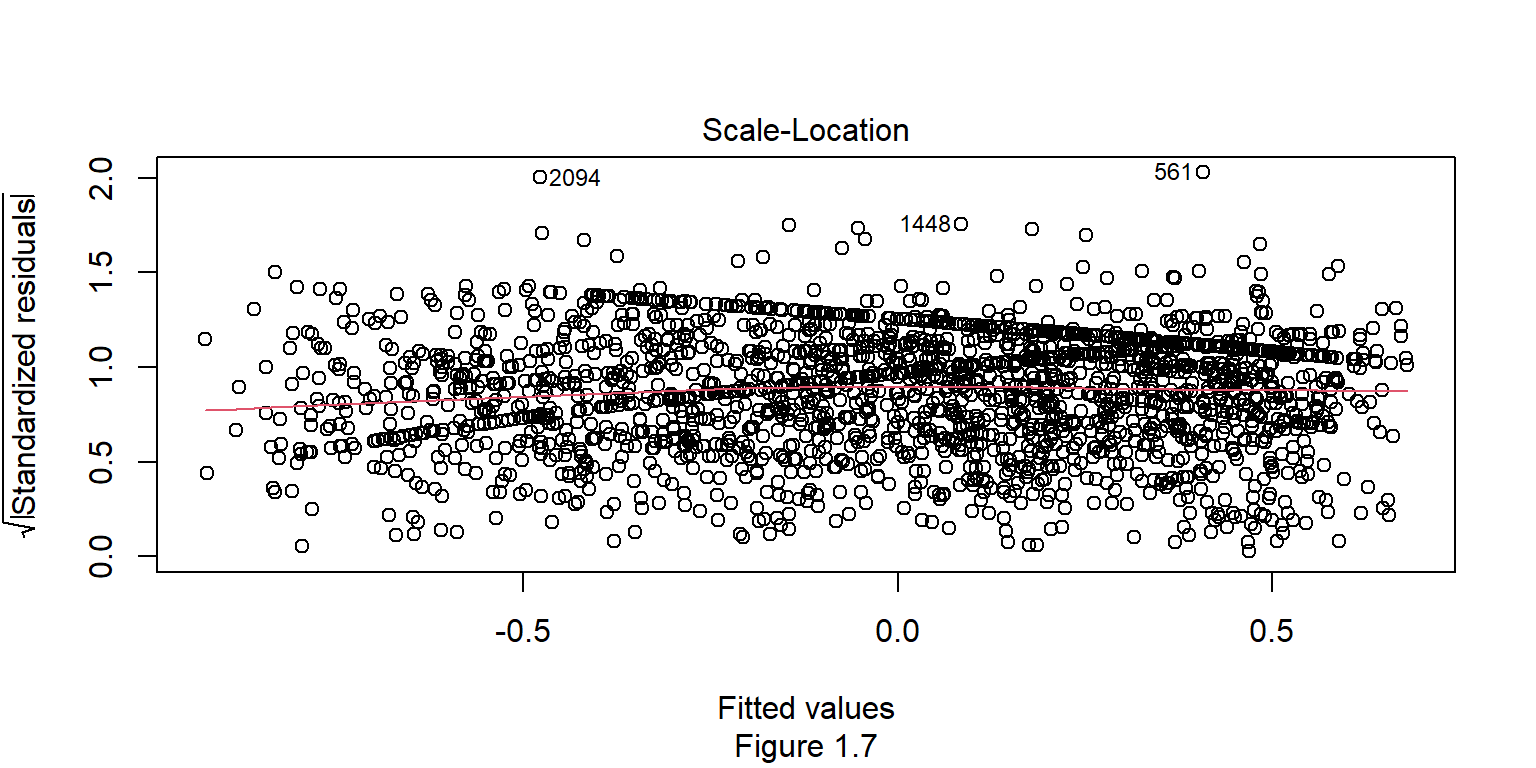 Scale-Location
√|Standardized residuals|
2.0
1.5
1.0
0.5
0.0
2094
561
1448
-0.5
0.0
0.5
Fitted values
Figure 1.7